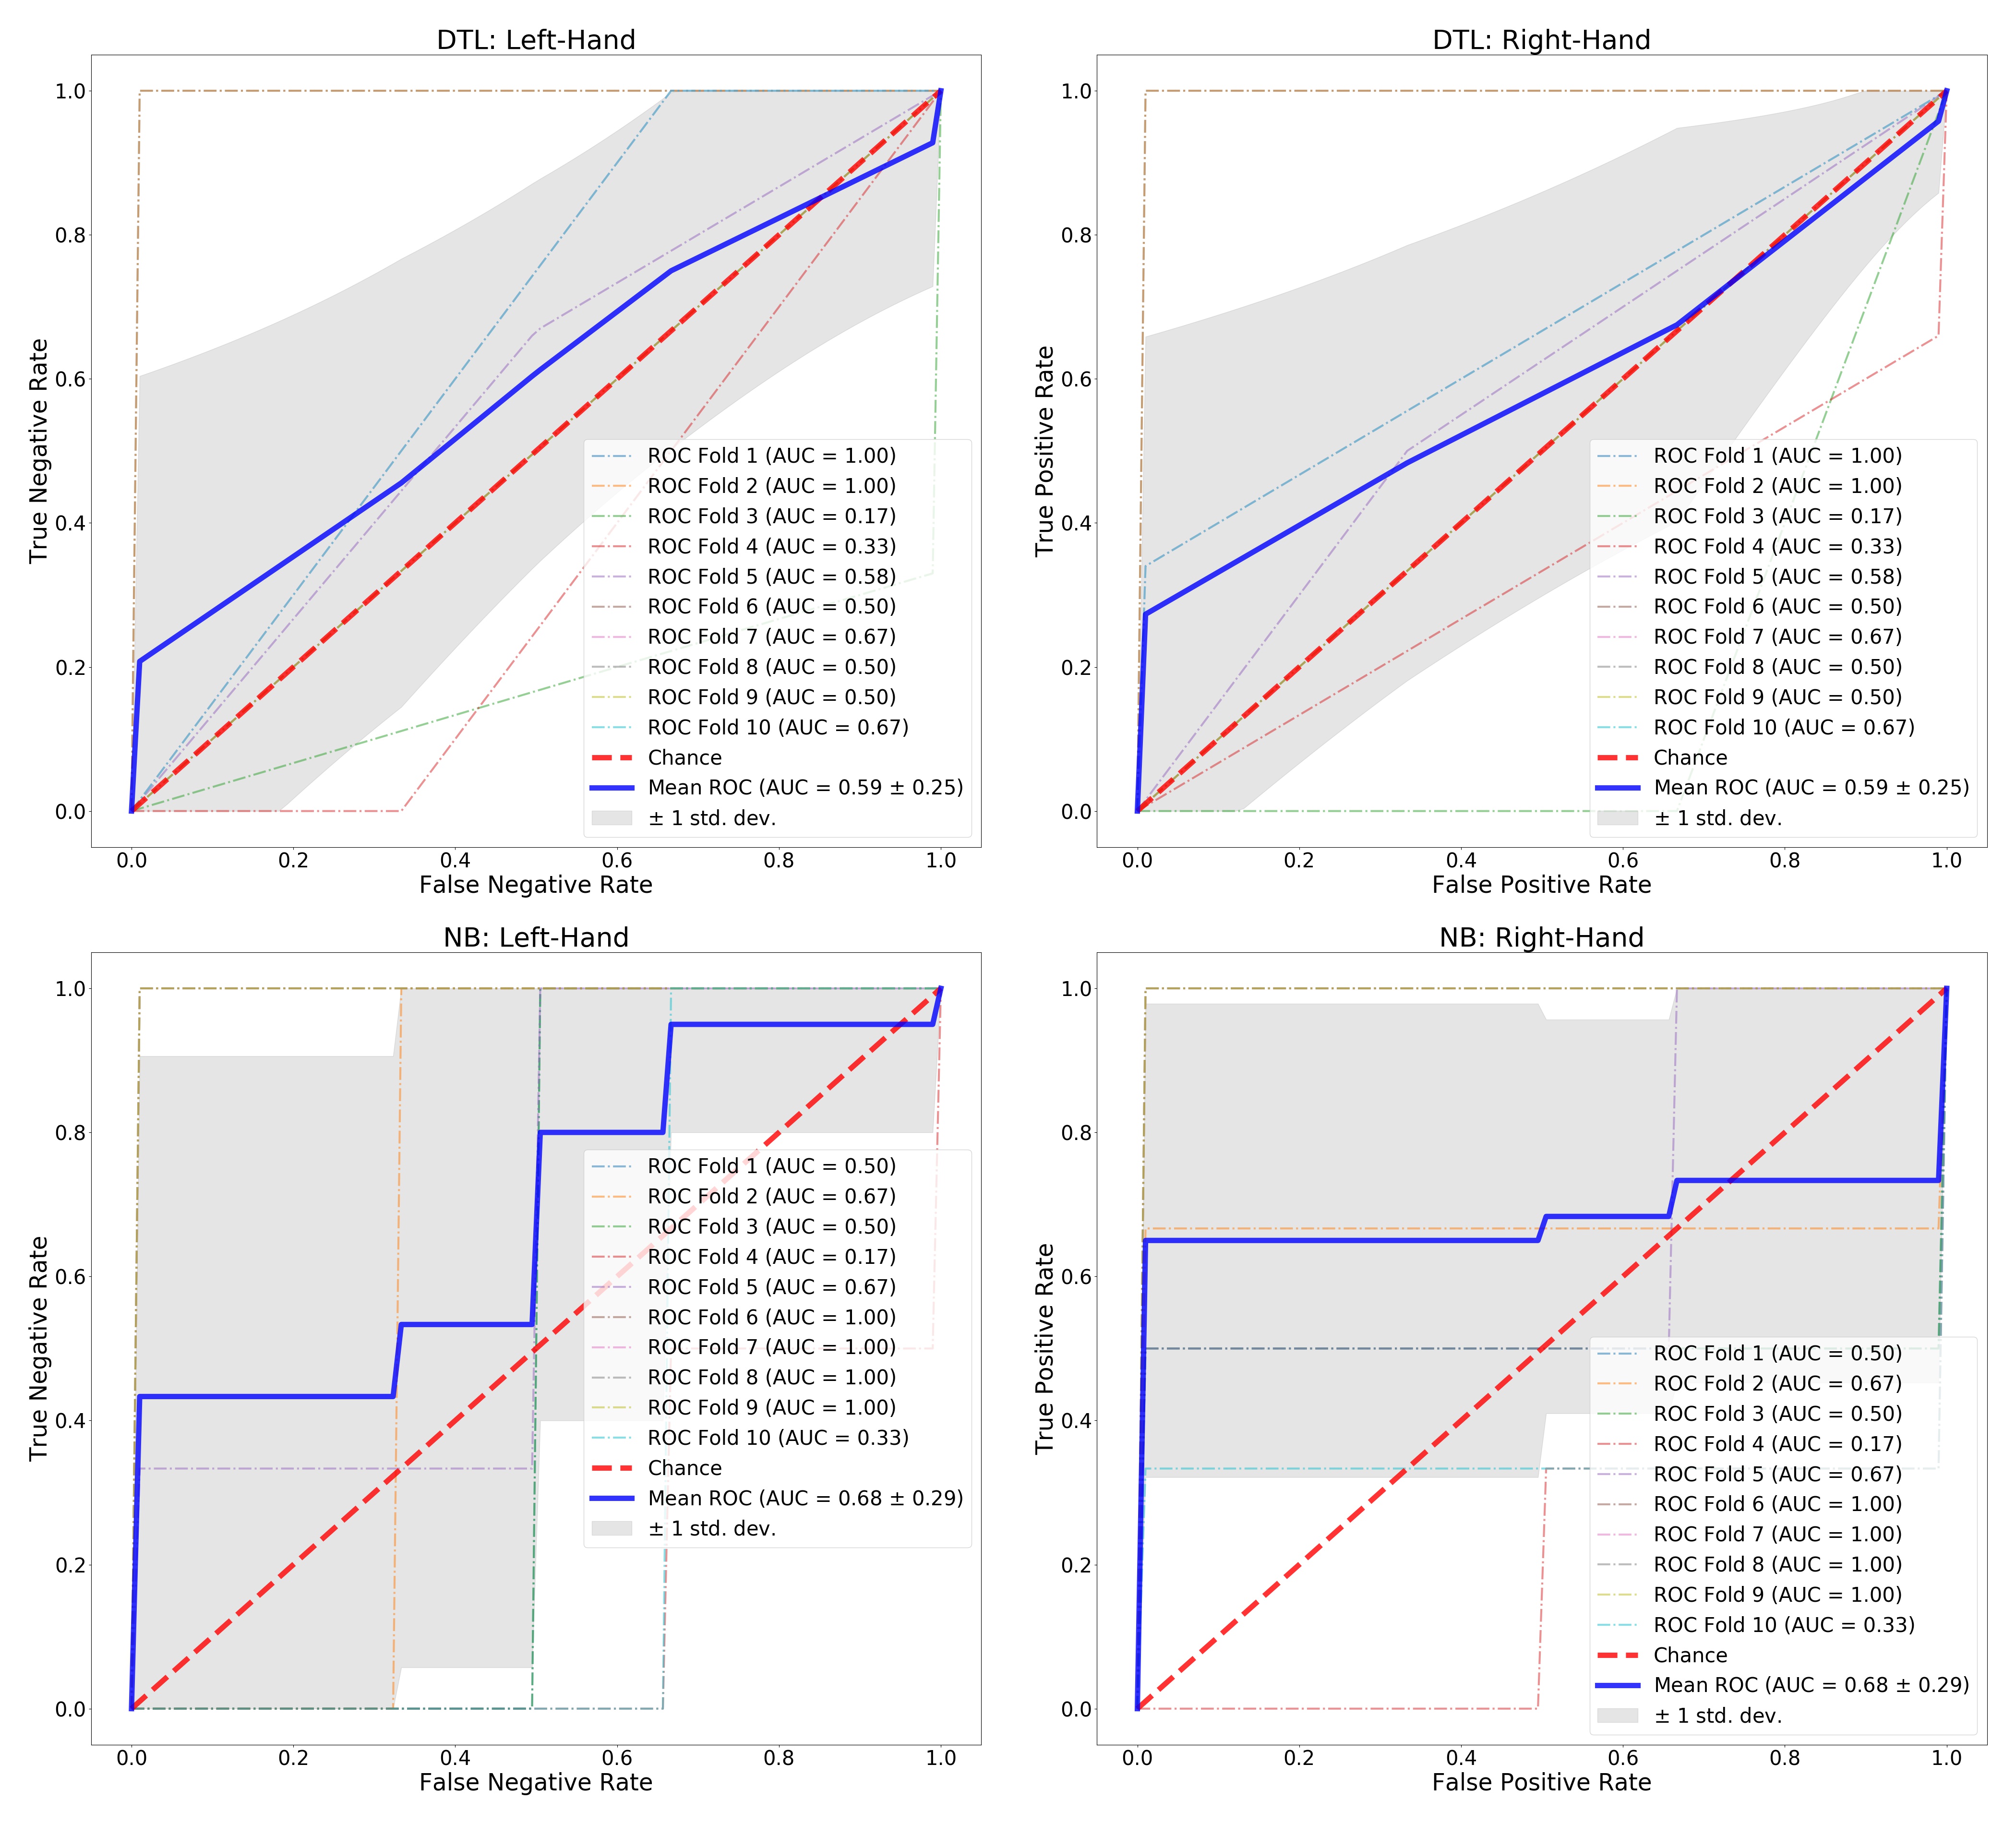 DTL: Left-Hand
True Negative Rate
1.0
0.8
0.6
0.4
0.2
0.0
ROC Fold 1 (AUC = 1.00)
ROC Fold 2 (AUC = 1.00)
ROC Fold 3 (AUC = 0.17)
ROC Fold 4 (AUC = 0.33)
ROC Fold 5 (AUC = 0.58)
ROC Fold 6 (AUC = 0.50)
ROC Fold 7 (AUC = 0.67)
ROC Fold 8 (AUC = 0.50)
ROC Fold 9 (AUC = 0.50)
ROC Fold 10 (AUC = 0.67)
Chance
Mean ROC (AUC = 0.59 ± 0.25)
± 1 std. dev.
0.0 0.2 0.4 0.6 0.8 1.0
False Negative Rate
DTL: Right-Hand
True Positive Rate
1.0
0.8
0.6
0.4
0.2
0.0
ROC Fold 1 (AUC = 1.00)
ROC Fold 2 (AUC = 1.00)
ROC Fold 3 (AUC = 0.17)
ROC Fold 4 (AUC = 0.33)
ROC Fold 5 (AUC = 0.58)
ROC Fold 6 (AUC = 0.50)
ROC Fold 7 (AUC = 0.67)
ROC Fold 8 (AUC = 0.50)
ROC Fold 9 (AUC = 0.50)
ROC Fold 10 (AUC = 0.67)
Chance
Mean ROC (AUC = 0.59 ± 0.25)
± 1 std. dev.
0.0 0.2 0.4 0.6 0.8 1.0
False Positive Rate
NB: Left-Hand
True Negative Rate
1.0
0.8
0.6
0.4
0.2
0.0
ROC Fold 1 (AUC = 0.50)
ROC Fold 2 (AUC = 0.67)
ROC Fold 3 (AUC = 0.50)
ROC Fold 4 (AUC = 0.17)
ROC Fold 5 (AUC = 0.67)
ROC Fold 6 (AUC = 1.00)
ROC Fold 7 (AUC = 1.00)
ROC Fold 8 (AUC = 1.00)
ROC Fold 9 (AUC = 1.00)
ROC Fold 10 (AUC = 0.33)
Chance
Mean ROC (AUC = 0.68 ± 0.29)
± 1 std. dev.
0.0 0.2 0.4 0.6 0.8 1.0
False Negative Rate
NB: Right-Hand
True Positive Rate
1.0
0.8
0.6
0.4
0.2
0.0
ROC Fold 1 (AUC = 0.50)
ROC Fold 2 (AUC = 0.67)
ROC Fold 3 (AUC = 0.50)
ROC Fold 4 (AUC = 0.17)
ROC Fold 5 (AUC = 0.67)
ROC Fold 6 (AUC = 1.00)
ROC Fold 7 (AUC = 1.00)
ROC Fold 8 (AUC = 1.00)
ROC Fold 9 (AUC = 1.00)
ROC Fold 10 (AUC = 0.33)
Chance
Mean ROC (AUC = 0.68 ± 0.29)
± 1 std. dev.
0.0 0.2 0.4 0.6 0.8 1.0
False Positive Rate